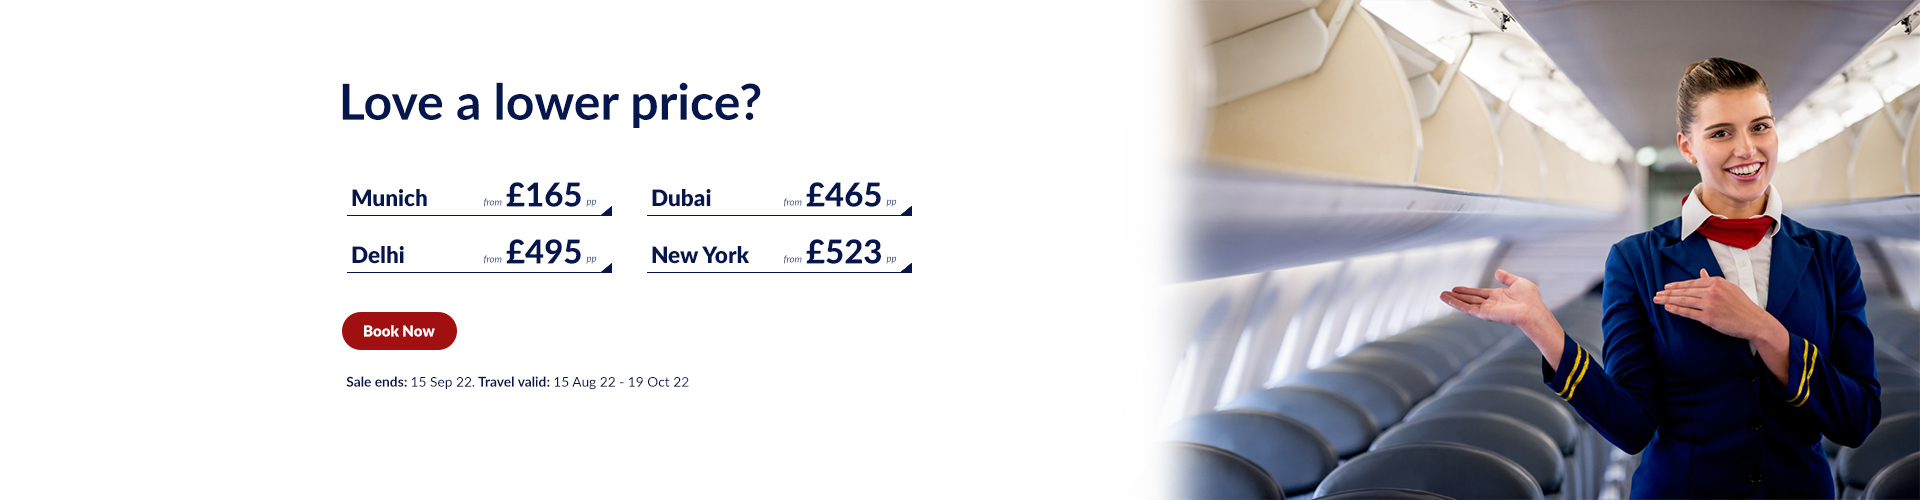 Love a lower price?
Munich from £165 pp
Dubai from £465 pp
Delhi from £495 pp
New York from £523 pp
Book Now
Sale ends: 15 Sep 22. Travel valid: 15 Aug 22 - 19 Oct 22